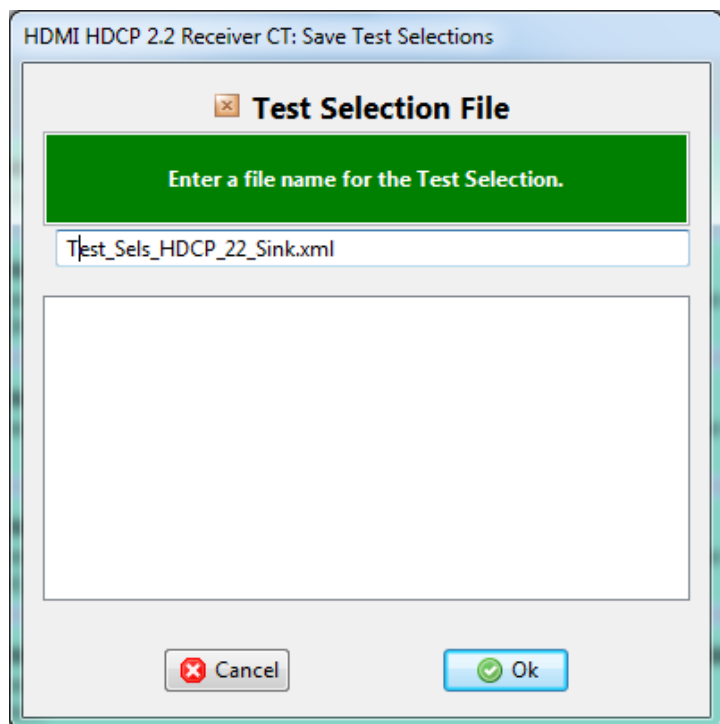 HDMI HDCP 2.2 Receiver CT: Save Test Selections
Test Selection File
Enter a file name for the Test Selection.
Test_Sels_HDCP_22_Sink.xml
Cancel
Ok